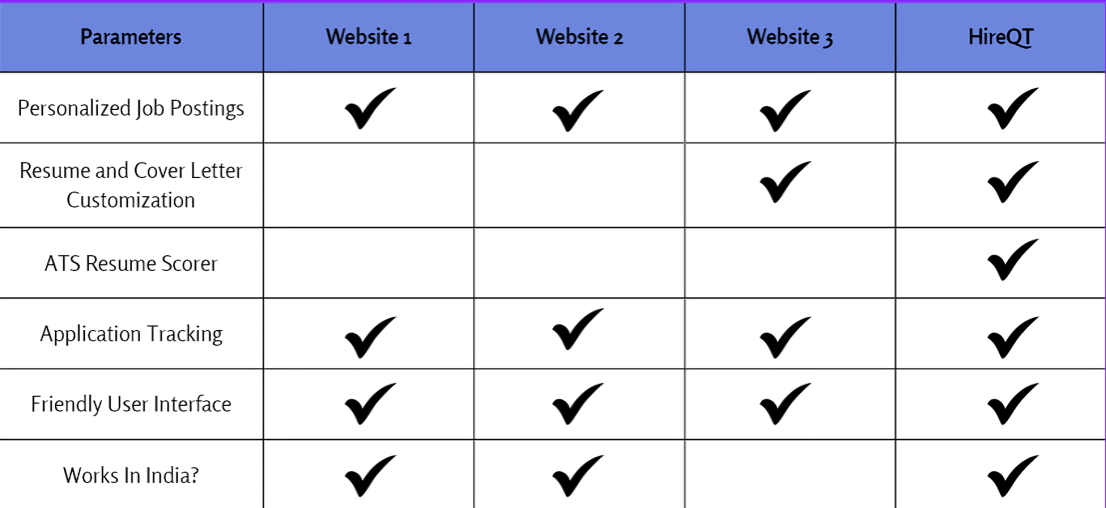 Parameters Website 1 Website 2 Website 3 HireQT
Personalized Job Postings ✔ ✔ ✔ ✔
Resume and Cover Letter
Customization ✔ ✔
ATS Resume Scorer ✔
Application Tracking ✔ ✔ ✔ ✔
Friendly User Interface ✔ ✔ ✔ ✔
Works In India? ✔ ✔ ✔